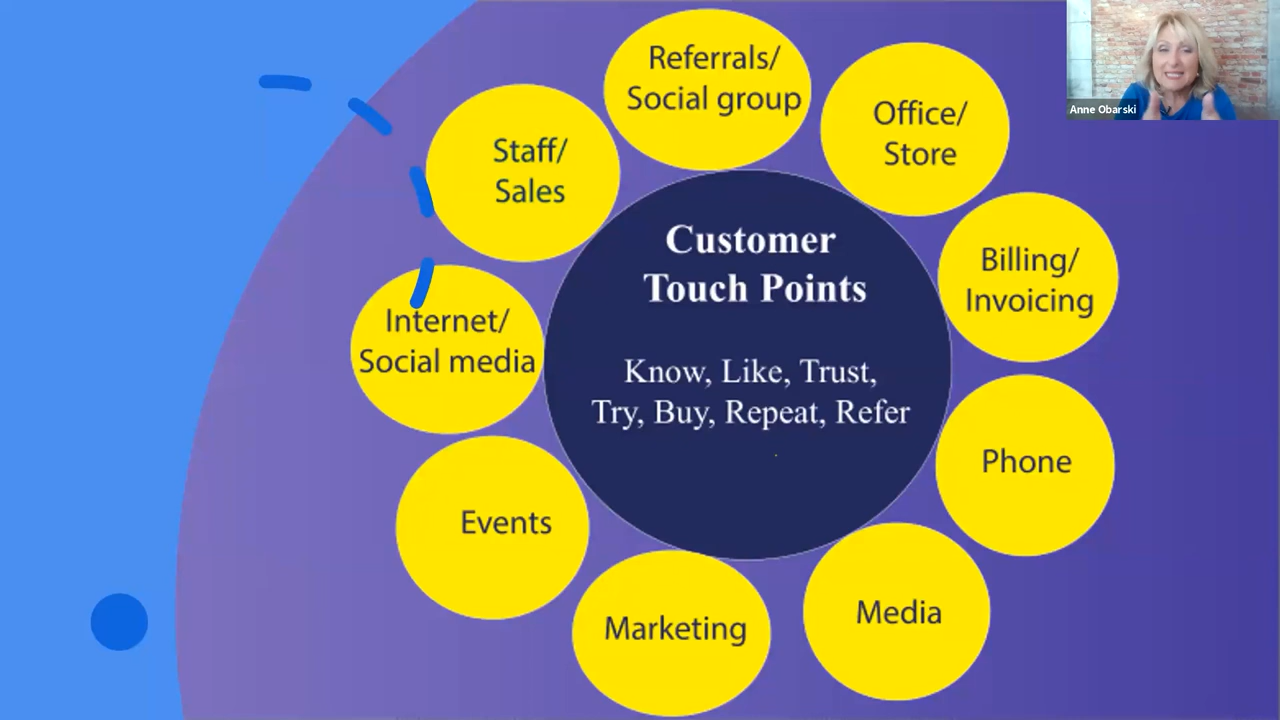 Referrals/
Social group
Office/
Store
Anne Obarski
Staff/
Sales
Billing/
Invoicing
Customer
Touch Points
Know, Like, Trust,
Try, Buy, Repeat, Refer
Internet/
Social media
Phone
Events
Media
Marketing